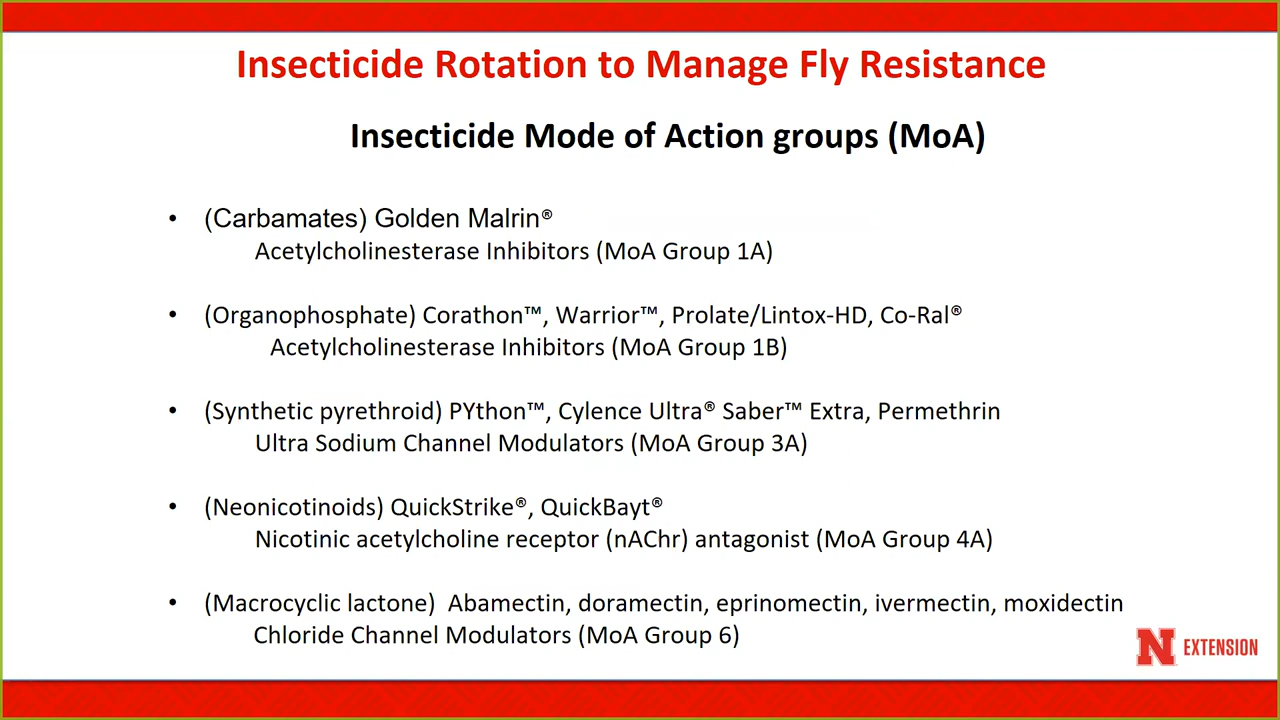 Insecticide Rotation to Manage Fly Resistance
Insecticide Mode of Action groups (MoA)
• (Carbamates) Golden Malrin®
Acetylcholinesterase Inhibitors (MoA Group 1A)
• (Organophosphate) Corathon™, Warrior™, Prolate/Lintox-HD, Co-Ral®
Acetylcholinesterase Inhibitors (MoA Group 1B)
• (Synthetic pyrethroid) PYthon™, Cylence Ultra® Saber™ Extra, Permethrin
Ultra Sodium Channel Modulators (MoA Group 3A)
• (Neonicotinoids) QuickStrike®, QuickBayt®
Nicotinic acetylcholine receptor (nAChr) antagonist (MoA Group 4A)
• (Macrocyclic lactone) Abamectin, doramectin, eprinomectin, ivermectin, moxidectin
Chloride Channel Modulators (MoA Group 6)
N EXTENSION